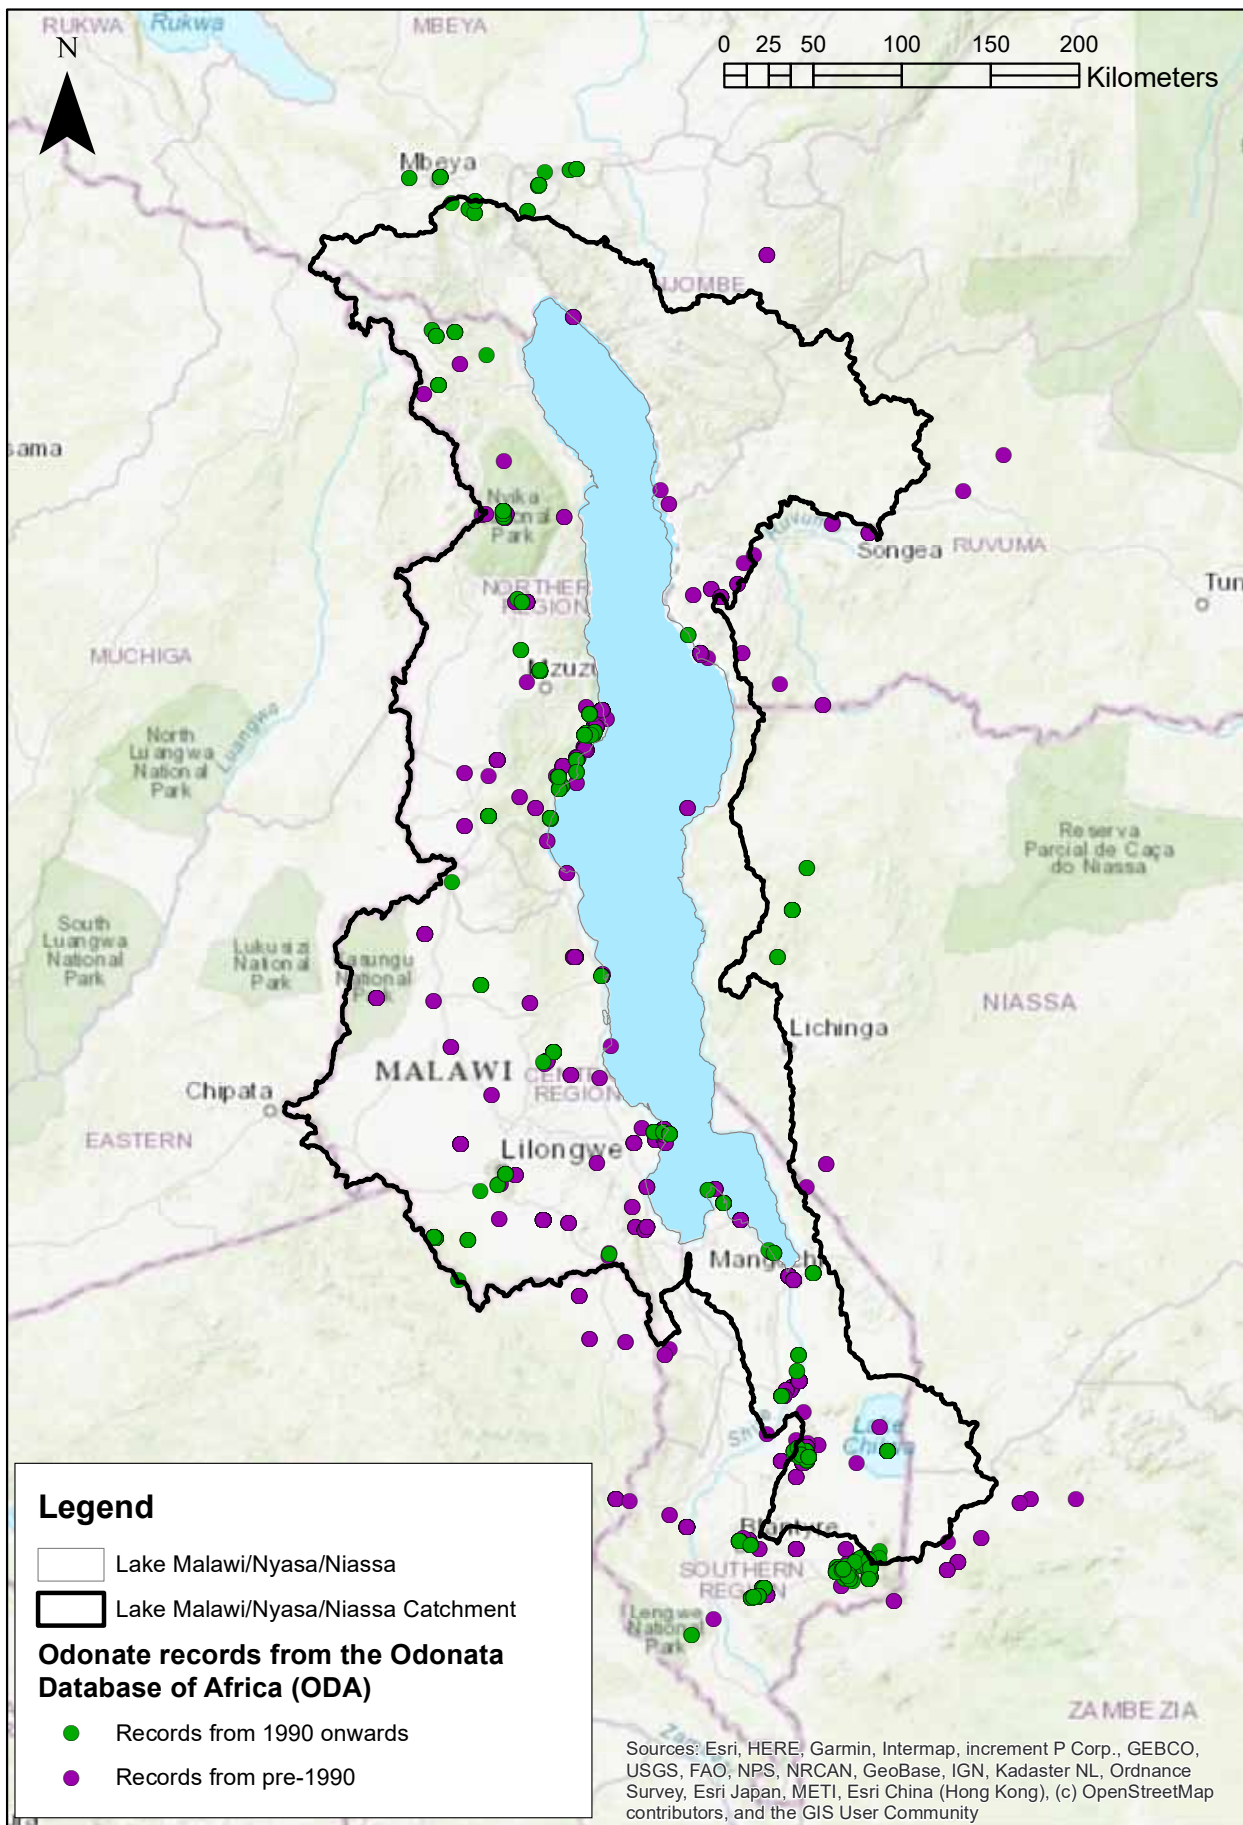 RUKWA
Rukwa
MBEYA
N
0 25 50 100 150 200
Kilometers
Mbeya
NJOMBE
sama
Nyika
National
Park
Ruvuma
Songea
RUVUMA
Tun
NORTHERN
REGION
MUCHIGA
Mzuzu
Luangwa
North
Luangwa
National
Park
Reserva
Parcial de Caça
do Niassa
South
Luangwa
National
Park
Lukusizi
National
Park
Kasungu
National
Park
NIASSA
Lichinga
MALAWI
CENTRAL
REGION
Chipata
EASTERN
Lilongwe
Mangochi
Shire
Lake
Chilwa
Blantyre
SOUTHERN
REGION
Lengwe
National
Park
ZAMBEZIA
Legend
Lake Malawi/Nyasa/Niassa
Lake Malawi/Nyasa/Niassa Catchment
Odonate records from the Odonata
Database of Africa (ODA)
Records from 1990 onwards
Records from pre-1990
Sources: Esri, HERE, Garmin, Intermap, increment P Corp., GEBCO,
USGS, FAO, NPS, NRCAN, GeoBase, IGN, Kadaster NL, Ordnance
Survey, Esri Japan, METI, Esri China (Hong Kong), (c) OpenStreetMap
contributors, and the GIS User Community